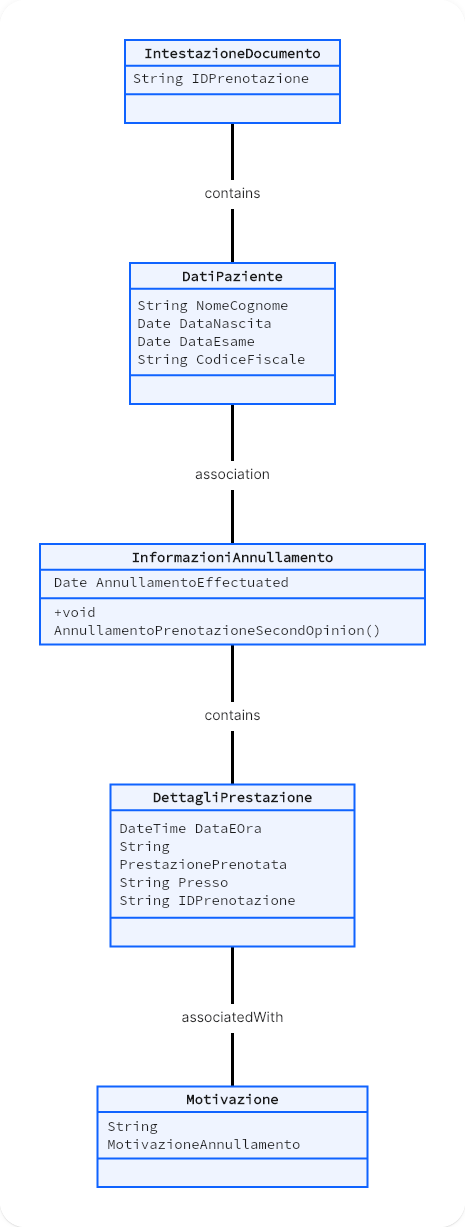 IntestazioneDocumento
String IDPrenotazione
contains
DatiPaziente
String NomeCognome
Date DataNascita
Date DataEsame
String CodiceFiscale
association
InformazioniAnnullamento
Date AnnullamentoEffectuated
+void
AnnullamentoPrenotazioneSecondOpinion()
contains
DettagliPrestazione
DateTime DataEOra
String
PrestazionePrenotata
String Presso
String IDPrenotazione
associatedWith
Motivazione
String
MotivazioneAnnullamento